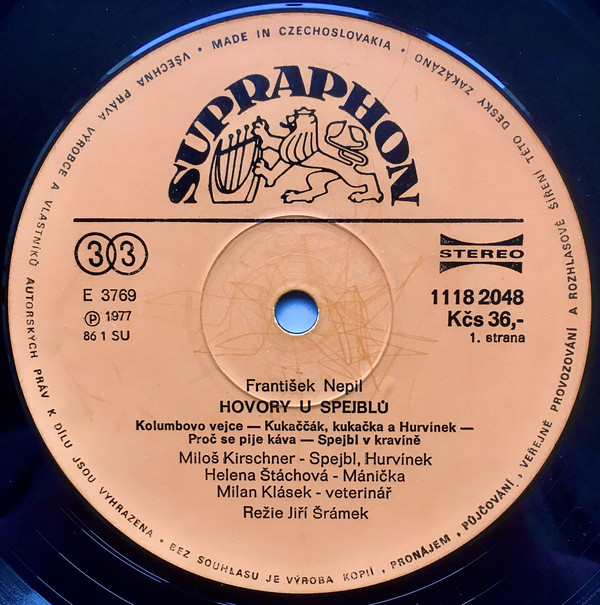 • MADE IN CZECHOSLOVAKIA •
VŠECHNA PRÁVA VÝROBCE A VLASTNÍKŮ AUTORSKÝCH PRÁV K DÍLU JSOU VYHRAZENA • BEZ SOUHLASU JE VÝROBA KOPIÍ, PRONÁJEM, PŮJČOVÁNÍ, VEŘEJNÉ PROVOZOVÁNÍ A ROZHLASOVÉ ŠÍŘENÍ TÉTO DESKY ZAKÁZÁNO
SUPRAPHON
33
STEREO
E 3769
Ⓟ 1977
86 1 SU
1118 2048
Kčs 36,-
1. strana
František Nepil
HOVORY U SPEJBLŮ
Kolumbovo vejce — Kukaččák, kukačka a Hurvínek —
Proč se pije káva — Spejbl v kravíně
Miloš Kirschner - Spejbl, Hurvínek
Helena Štáchová - Mánička
Milan Klásek - veterinář
Režie Jiří Šrámek